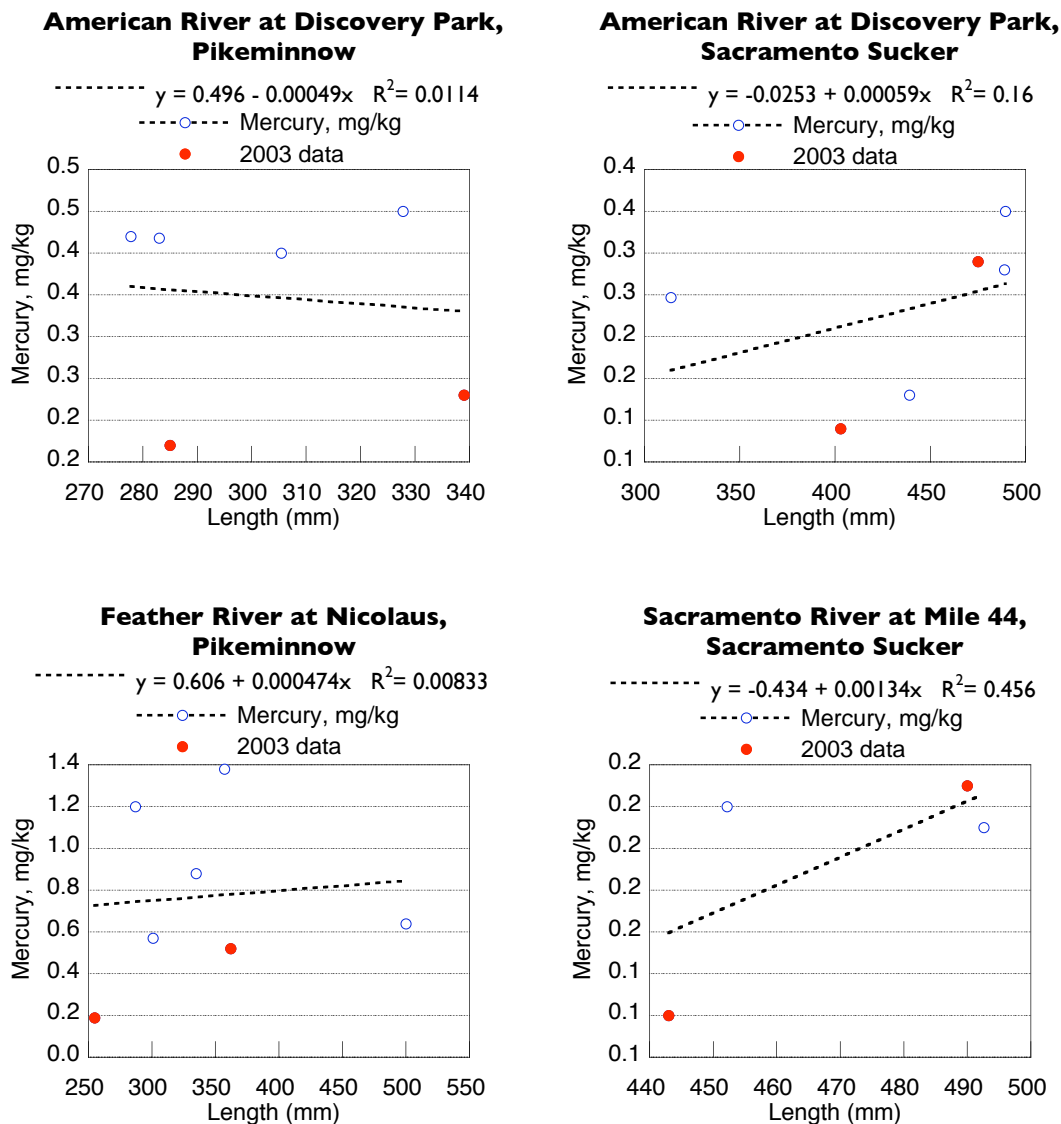 American River at Discovery Park,
Pikeminnow
y = 0.496 - 0.00049x R²= 0.0114
Mercury, mg/kg
2003 data
0.5
0.5
0.4
0.4
0.3
0.3
0.2
0.2
Mercury, mg/kg
270 280 290 300 310 320 330 340
Length (mm)
American River at Discovery Park,
Sacramento Sucker
y = -0.0253 + 0.00059x R²= 0.16
Mercury, mg/kg
2003 data
0.4
0.4
0.3
0.3
0.2
0.2
0.1
0.1
Mercury, mg/kg
300 350 400 450 500
Length (mm)
Feather River at Nicolaus,
Pikeminnow
y = 0.606 + 0.000474x R²= 0.00833
Mercury, mg/kg
2003 data
1.4
1.2
1.0
0.8
0.6
0.4
0.2
0.0
Mercury, mg/kg
250 300 350 400 450 500 550
Length (mm)
Sacramento River at Mile 44,
Sacramento Sucker
y = -0.434 + 0.00134x R²= 0.456
Mercury, mg/kg
2003 data
0.2
0.2
0.2
0.2
0.2
0.1
0.1
0.1
Mercury, mg/kg
440 450 460 470 480 490 500
Length (mm)